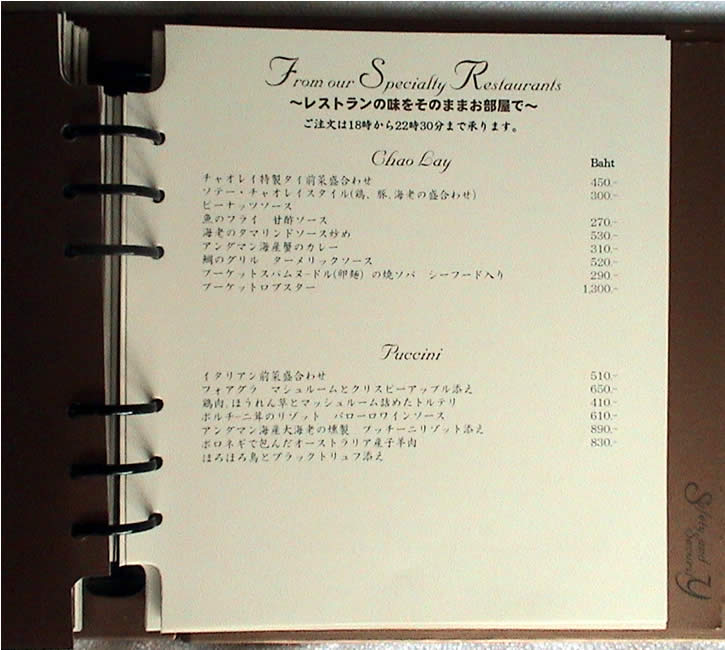 From our Specialty Restaurants
～レストランの味をそのままお部屋で～
ご注文は18時から22時30分まで承ります。
Chao Lay Baht
チャオレイ特製タイ前菜盛合わせ 450.-
ソテー・チャオレイスタイル(鶏、豚、海老の盛合わせ) 300.-
ピーナッツソース
魚のフライ 甘酢ソース 270.-
海老のタマリンドソース炒め 530.-
アングマン海産蟹のカレー 310.-
鯛のグリル ターメリックソース 520.-
プーケットスパムヌードル(卵麺) の焼ソバ シーフード入り 290.-
プーケットロブスター 1,300.-
Puccini
イタリアン前菜盛合わせ 510.-
フォアグラ マシュルームとクリスピーアップル添え 650.-
鶏肉、ほうれん草とマッシュルーム詰めたトルテリ 410.-
ポルチーニ茸のリゾット バローロワインソース 610.-
アングマン海産大海老の燻製 プッチーニリゾット添え 890.-
ポロネギで包んだオーストラリア産子羊肉 830.-
ほろほろ鳥とブラックトリュフ添え
Safety and Security